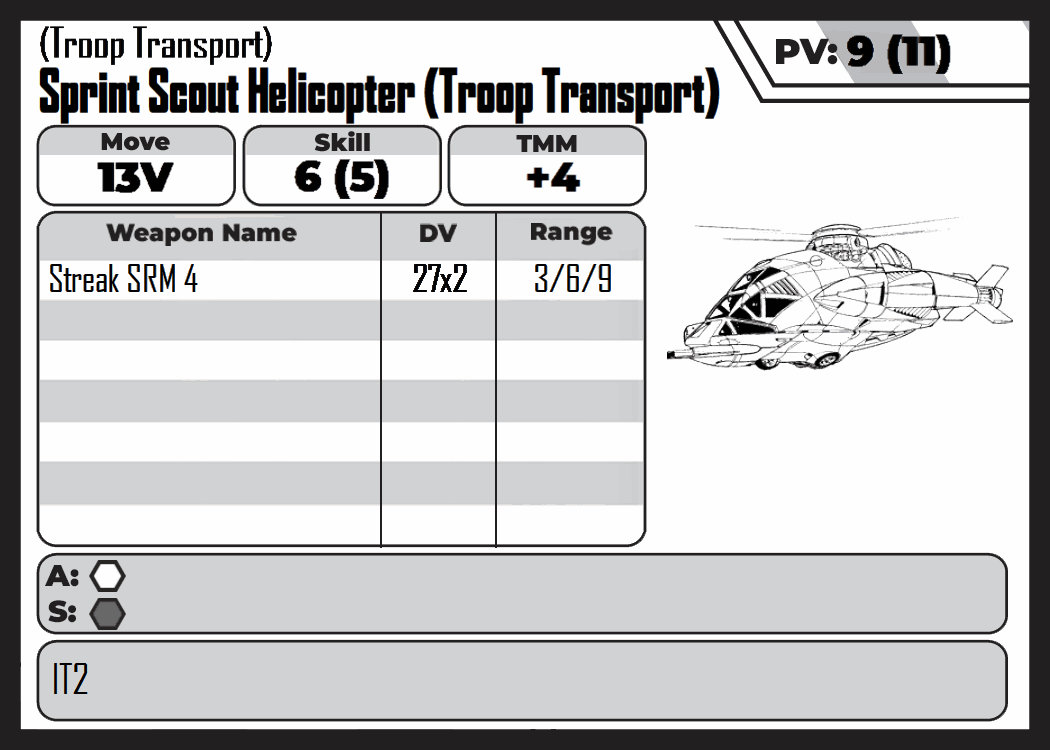 (Troop Transport)
Sprint Scout Helicopter (Troop Transport)
PV: 9 (11)
Move
13V
Skill
6 (5)
TMM
+4
Weapon Name DV Range
Streak SRM 4 27x2 3/6/9
A:
S:
IT2